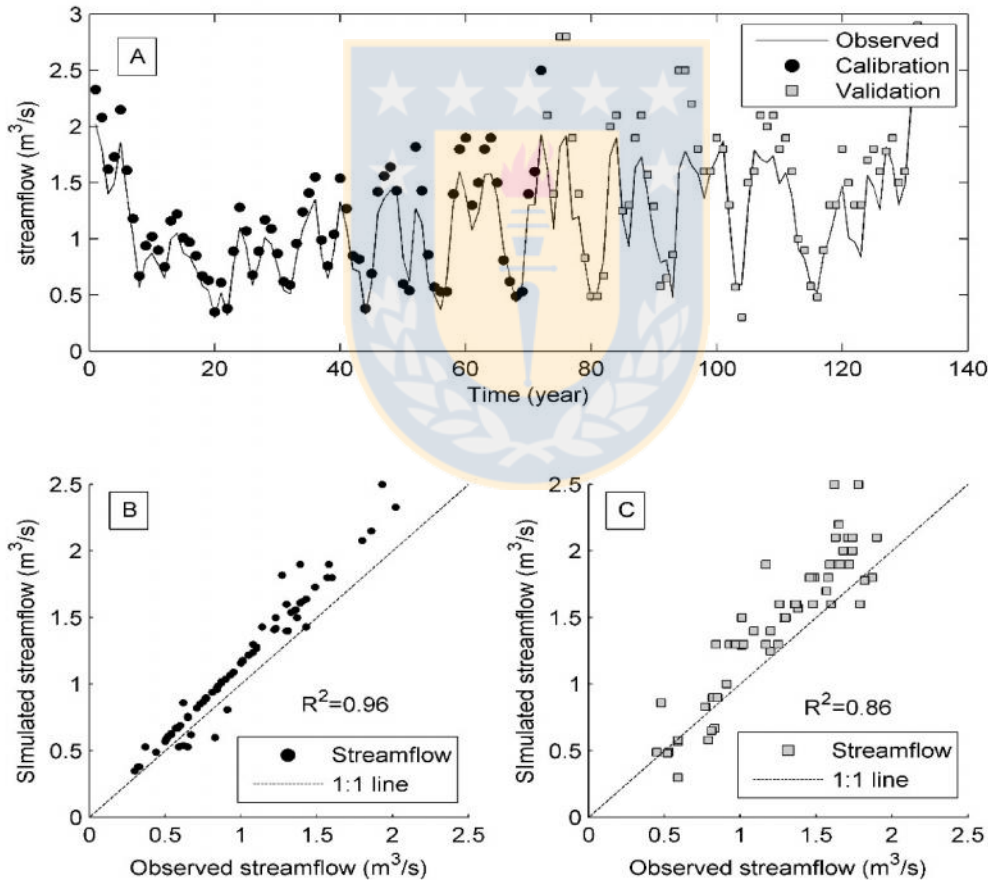 A
Observed
Calibration
Validation
streamflow (m³/s)
3
2.5
2
1.5
1
0.5
0
0 20 40 60 80 100 120 140
Time (year)
B
SImulated streamflow (m³/s)
2.5
2
1.5
1
0.5
0
R²=0.96
Streamflow
1:1 line
0 0.5 1 1.5 2 2.5
Observed streamflow (m³/s)
C
SImulated streamflow (m³/s)
2.5
2
1.5
1
0.5
0
R²=0.86
Streamflow
1:1 line
0 0.5 1 1.5 2 2.5
Observed streamflow (m³/s)